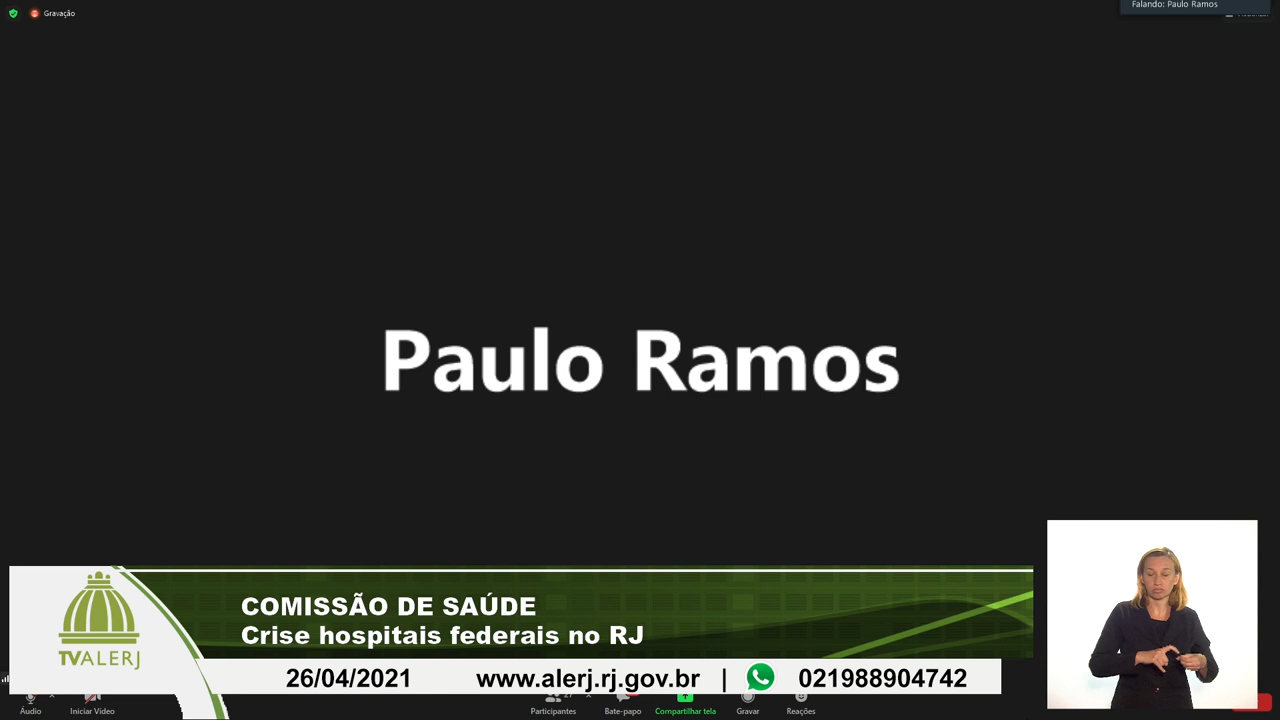 Gravação
Falando: Paulo Ramos
Paulo Ramos
COMISSÃO DE SAÚDE
Crise hospitais federais no RJ
TVALERJ
26/04/2021 www.alerj.rj.gov.br | 021988904742
Áudio Iniciar Vídeo Participantes 27 Bate-papo Compartilhar tela Gravar Reações